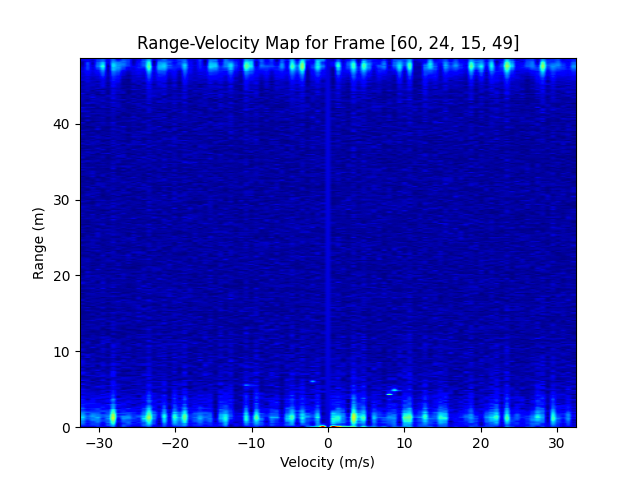 Range-Velocity Map for Frame [60, 24, 15, 49]
40
30
20
10
0
Range (m)
−30 −20 −10 0 10 20 30
Velocity (m/s)